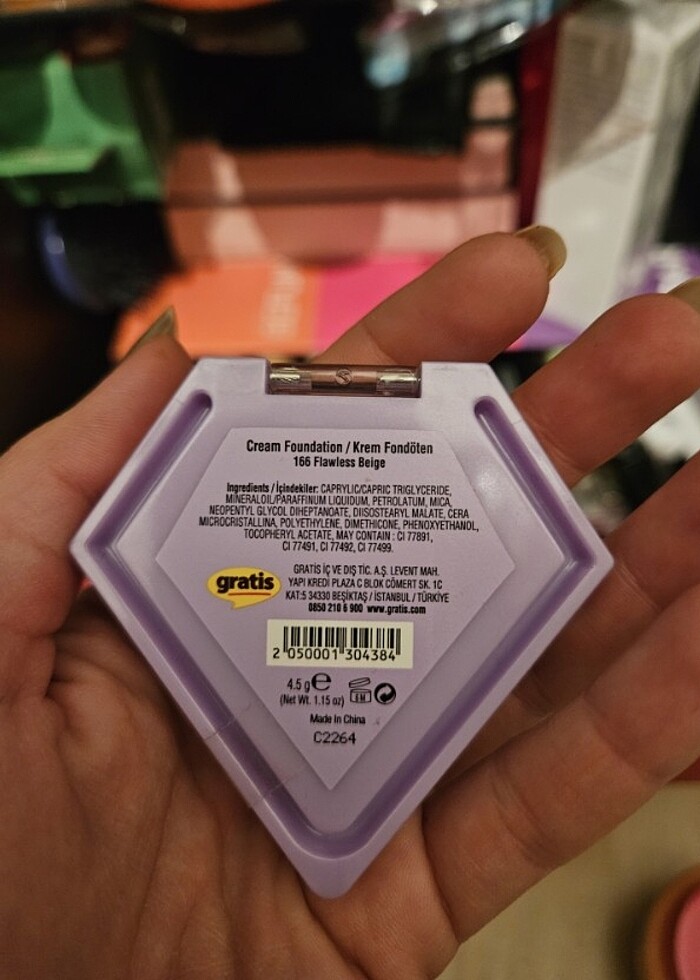 Cream Foundation / Krem Fondöten
166 Flawless Beige
Ingredients / İçindekiler: CAPRYLIC/CAPRIC TRIGLYCERIDE,
MINERALOIL/PARAFFINUM LIQUIDUM, PETROLATUM, MICA,
NEOPENTYL GLYCOL DIHEPTANOATE, DIISOSTEARYL MALATE, CERA
MICROCRISTALLINA, POLYETHYLENE, DIMETHICONE, PHENOXYETHANOL,
TOCOPHERYL ACETATE, MAY CONTAIN : CI 77891,
CI 77491, CI 77492, CI 77499.
gratis
GRATİS İÇ VE DIŞ TİC. A.Ş. LEVENT MAH.
YAPI KREDİ PLAZA C BLOK CÖMERT SK. 1C
KAT:5 34330 BEŞİKTAŞ / İSTANBUL / TÜRKİYE
0850 210 6 900 www.gratis.com
2 050001 304384
4.5 g e
(Net Wt. 1.15 oz)
Made In China
C2264